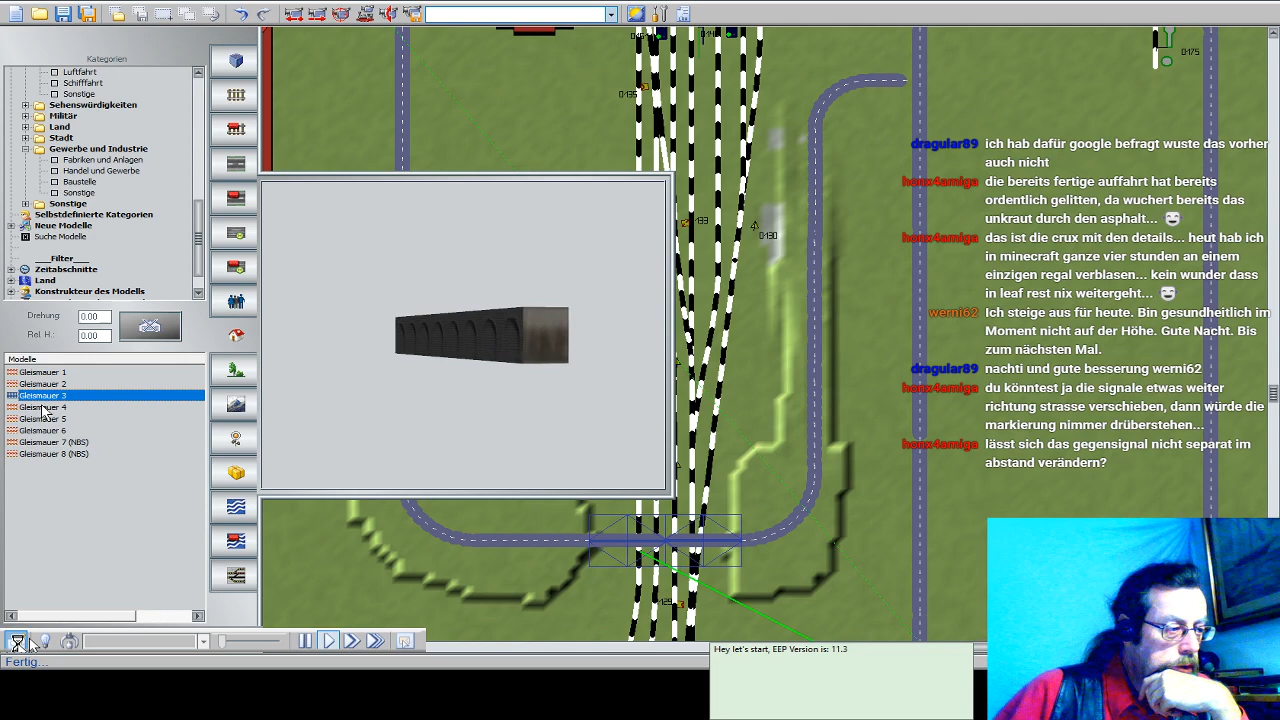 Kategorien
Luftfahrt
Schifffahrt
Sonstige
Sehenswürdigkeiten
Militär
Land
Stadt
Gewerbe und Industrie
Fabriken und Anlagen
Handel und Gewerbe
Baustelle
Sonstige
Sonstige
Selbstdefinierte Kategorien
Neue Modelle
Suche Modelle
___Filter___
Zeitabschnitte
Land
Konstrukteur des Modells
Drehung: 0.00
Rel H.: 0.00
Modelle
Gleismauer 1
Gleismauer 2
Gleismauer 3
Gleismauer 4
Gleismauer 5
Gleismauer 6
Gleismauer 7 (NBS)
Gleismauer 8 (NBS)
Fertig...
0135
0130
0175
Hey let's start, EEP Version is: 11.3
dragular89 ich hab dafür google befragt wuste das vorher
auch nicht
honx4amiga die bereits fertige auffahrt hat bereits
ordentlich gelitten, da wuchert bereits das
unkraut durch den asphalt...
honx4amiga das ist die crux mit den details... heut hab ich
in minecraft ganze vier stunden an einem
einzigen regal verblasen... kein wunder dass
in leaf rest nix weitergeht...
werni62 Ich steige aus für heute. Bin gesundheitlich im
Moment nicht auf der Höhe. Gute Nacht. Bis
zum nächsten Mal.
dragular89 nachti und gute besserung werni62
honx4amiga du könntest ja die signale etwas weiter
richtung strasse verschieben, dann würde die
markierung nimmer drüberstehen...
honx4amiga lässt sich das gegensignal nicht separat im
abstand verändern?